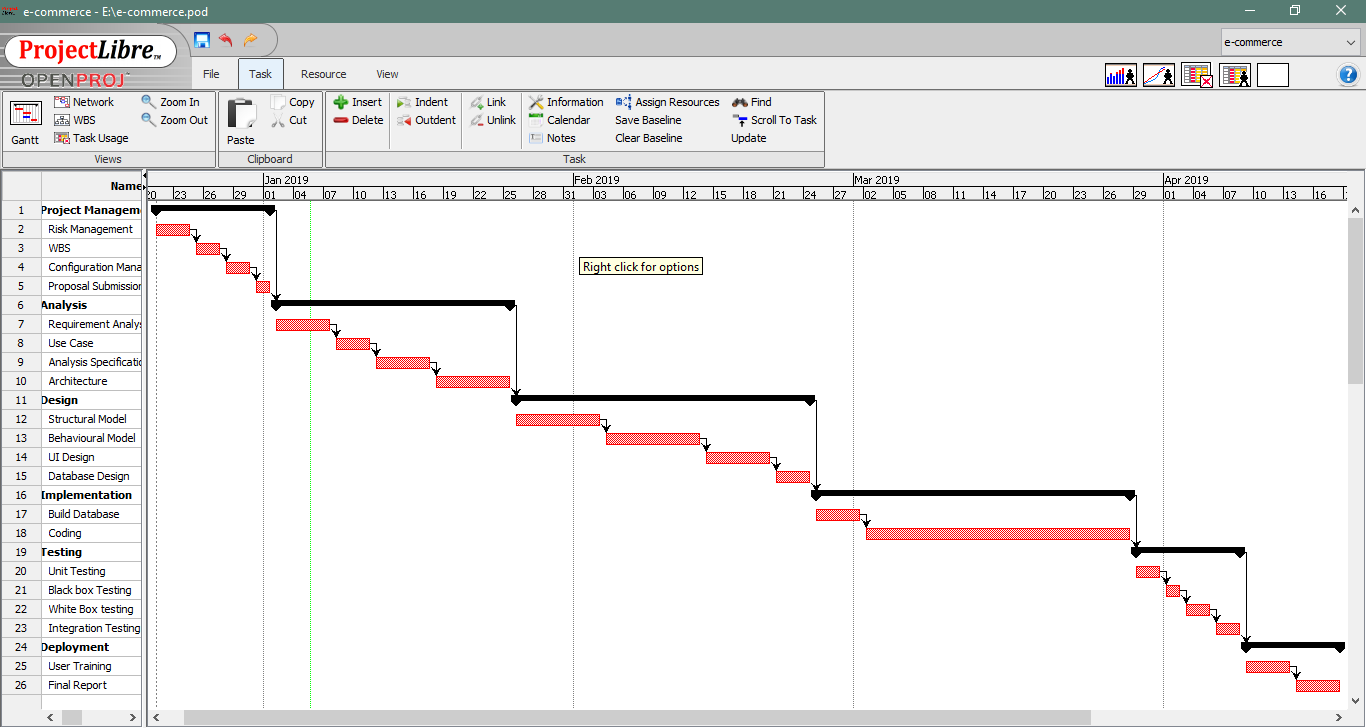 e-commerce - E:\e-commerce.pod
ProjectLibre™
OPENPROJ
e-commerce
File Task Resource View
Gantt
Network
WBS
Task Usage
Zoom In
Zoom Out
Views
Paste
Copy
Cut
Clipboard
Insert
Delete
Indent
Outdent
Link
Unlink
Information
Calendar
Notes
Assign Resources
Save Baseline
Clear Baseline
Find
Scroll To Task
Update
Task
Name
Jan 2019 Feb 2019 Mar 2019 Apr 2019
20 23 26 29 01 04 07 10 13 16 19 22 25 28 31 03 06 09 12 15 18 21 24 27 02 05 08 11 14 17 20 23 26 29 01 04 07 10 13 16
1 Project Managem
2 Risk Management
3 WBS
4 Configuration Mana
5 Proposal Submission
6 Analysis
7 Requirement Analys
8 Use Case
9 Analysis Specificatio
10 Architecture
11 Design
12 Structural Model
13 Behavioural Model
14 UI Design
15 Database Design
16 Implementation
17 Build Database
18 Coding
19 Testing
20 Unit Testing
21 Black box Testing
22 White Box testing
23 Integration Testing
24 Deployment
25 User Training
26 Final Report
Right click for options